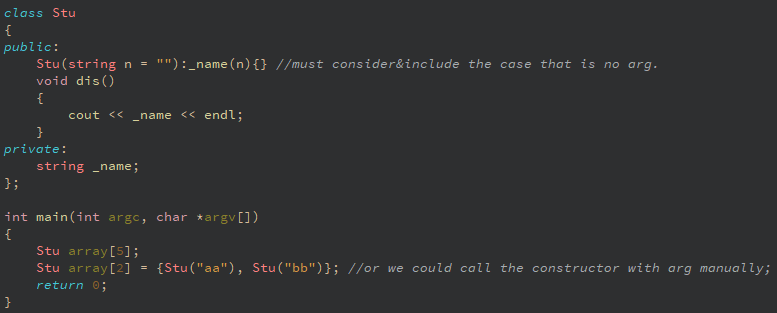 class Stu
{
public:
    Stu(string n = ""):_name(n){} //must consider&include the case that is no arg.
    void dis()
    {
        cout << _name << endl;
    }
private:
    string _name;
};

int main(int argc, char *argv[])
{
    Stu array[5];
    Stu array[2] = {Stu("aa"), Stu("bb")}; //or we could call the constructor with arg manually;
    return 0;
}